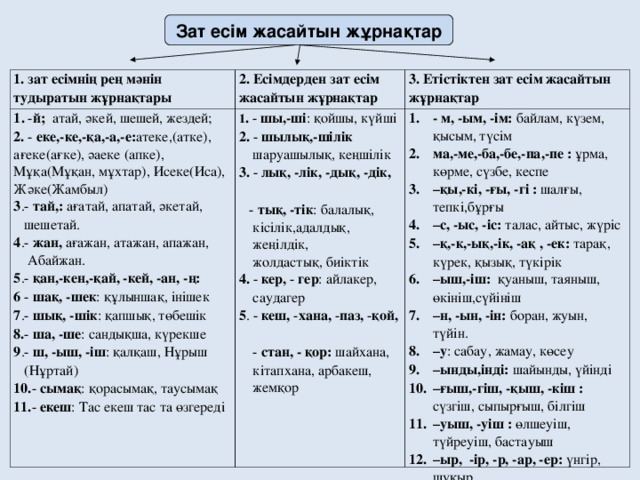 Зат есім жасайтын жұрнақтар
1. зат есімнің рең мәнін
тудыратын жұрнақтары
1. -й; атай, әкей, шешей, жездей;
2. - еке,-ке,-қа,-а,-е:атеке,(атке),
ағеке(ағке), әаеке (апке),
Мұқа(Мұқан, мұхтар), Исеке(Иса),
Жәке(Жамбыл)
3.- тай,: ағатай, апатай, әкетай,
шешетай.
4.- жан, ағажан, атажан, апажан,
Абайжан.
5.- қан,-кен,-қай, -кей, -ан, -ң:
6 - шақ, -шек: құлыншақ, інішек
7.- шық, -шік: қапшық, төбешік
8.- ша, -ше: сандықша, күрекше
9.- ш, -ыш, -іш: қалқаш, Нұрыш
(Нұртай)
10.- сымақ: қорасымақ, таусымақ
11.- екеш: Тас екеш тас та өзгереді
2. Есімдерден зат есім
жасайтын жұрнақтар
1. - шы,-ші: қойшы, күйші
2. - шылық,-шілік
шаруашылық, кеңшілік
3. - лық, -лік, -дық, -дік,
- тық, -тік: балалық,
кісілік,адалдық,
женілдік,
жолдастық, биіктік
4. - кер, - гер: айлакер,
саудагер
5. - кеш, -хана, -паз, -қой,
- стан, - қор: шайхана,
кітапхана, арбакеш,
жемқор
3. Етістіктен зат есім жасайтын
жұрнақтар
1. - м, -ым, -ім: байлам, күзем,
қысым, түсім
2. ма,-ме,-ба,-бе,-па,-пе : ұрма,
көрме, сүзбе, кеспе
3. –қы,-кі, -ғы, -гі : шалғы,
тепкі,бұрғы
4. –с, -ыс, -іс: талас, айтыс, жүріс
5. –қ,-к,-ық,-ік, -ақ , -ек: тарақ,
күрек, қызық, түкірік
6. –ыш,-іш: қуаныш, таяныш,
өкініш,сүйініш
7. –н, -ын, -ін: боран, жуын,
түйін.
8. –у: сабау, жамау, көсеу
9. –ынды,інді: шайынды, үйінді
10. –ғыш,-гіш, -қыш, -кіш :
сүзгіш, сыпырғыш, білгіш
11. –уыш, -уіш : өлшеуіш,
түйреуіш, бастауыш
12. –ыр, -ір, -р, -ар, -ер: үнгір,